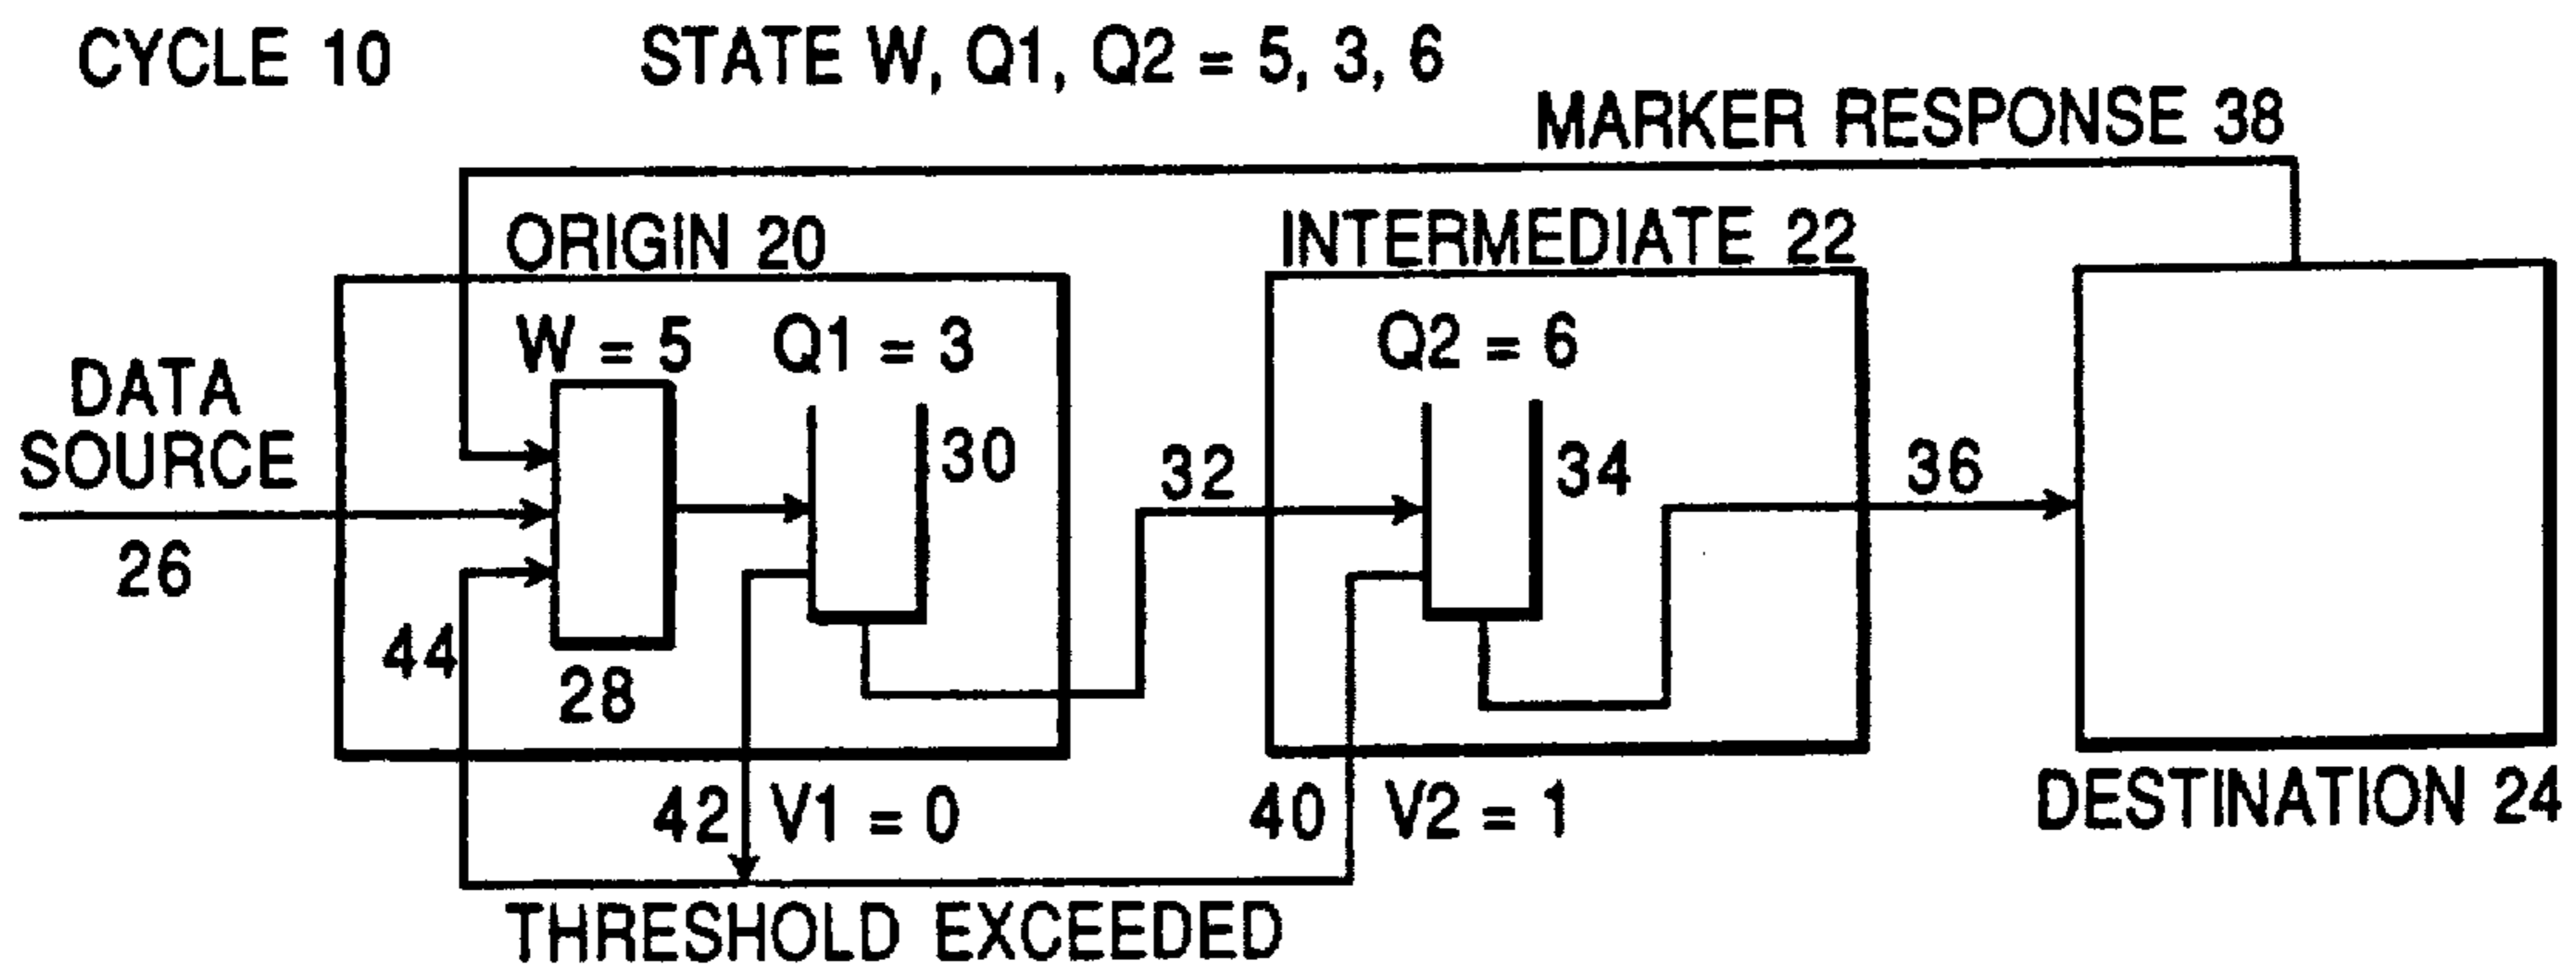 CYCLE 10
STATE W, Q1, Q2 = 5, 3, 6
MARKER RESPONSE 38
ORIGIN 20
INTERMEDIATE 22
W = 5
Q1 = 3
Q2 = 6
DATA
SOURCE
26
30
32
34
36
44
28
42
V1 = 0
40
V2 = 1
DESTINATION 24
THRESHOLD EXCEEDED